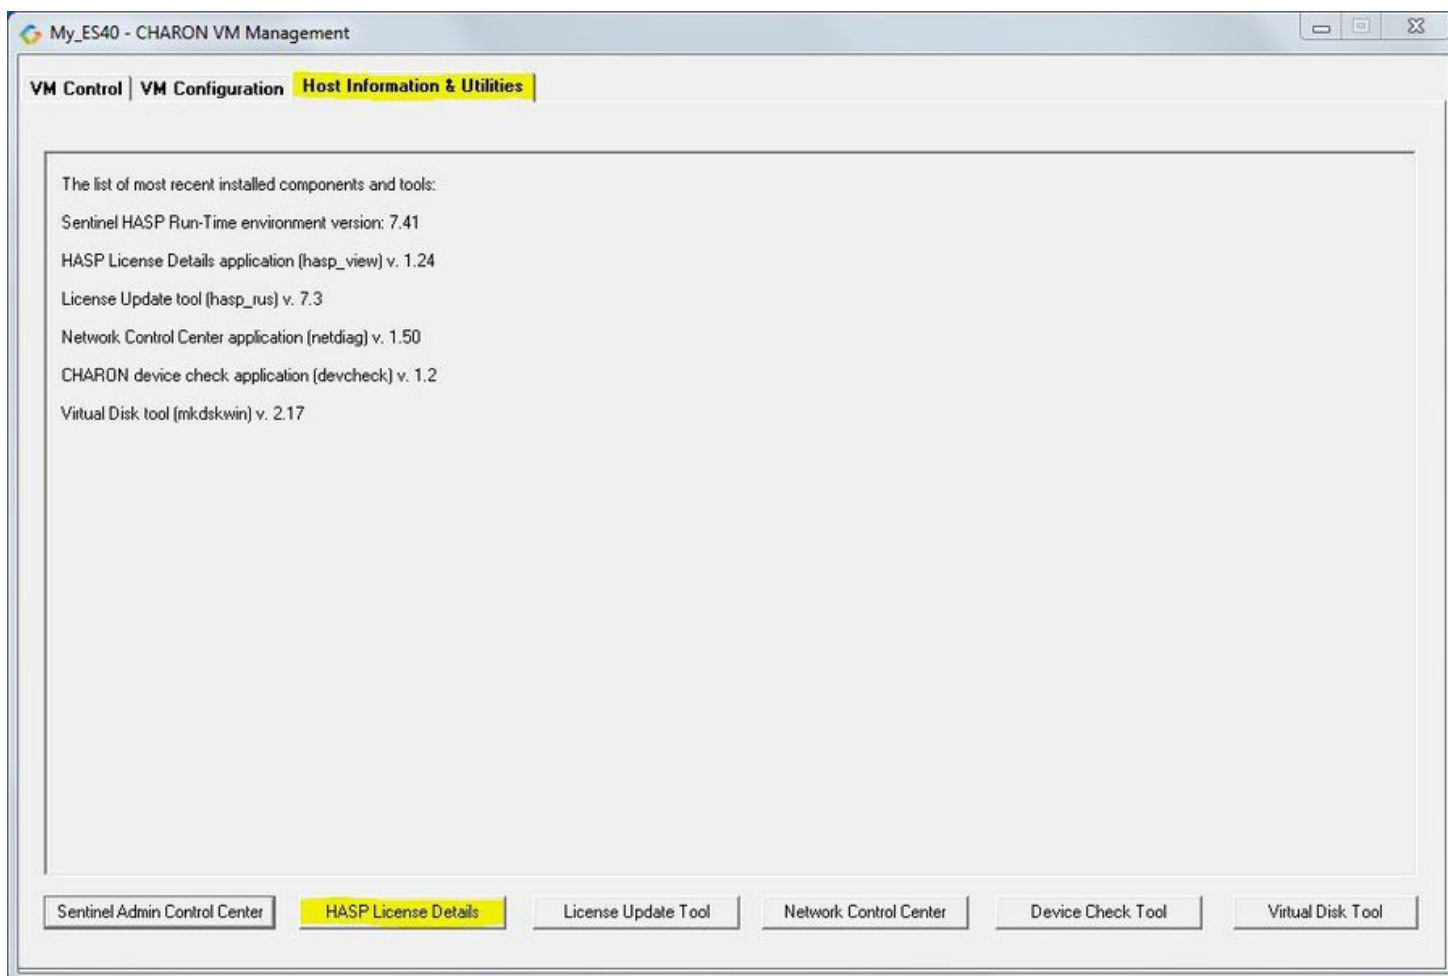 My_ES40 - CHARON VM Management
VM Control VM Configuration Host Information & Utilities
The list of most recent installed components and tools:
Sentinel HASP Run-Time environment version: 7.41
HASP License Details application (hasp_view) v. 1.24
License Update tool (hasp_rus) v. 7.3
Network Control Center application (netdiag) v. 1.50
CHARON device check application (devcheck) v. 1.2
Virtual Disk tool (mkdskwin) v. 2.17
Sentinel Admin Control Center HASP License Details License Update Tool Network Control Center Device Check Tool Virtual Disk Tool